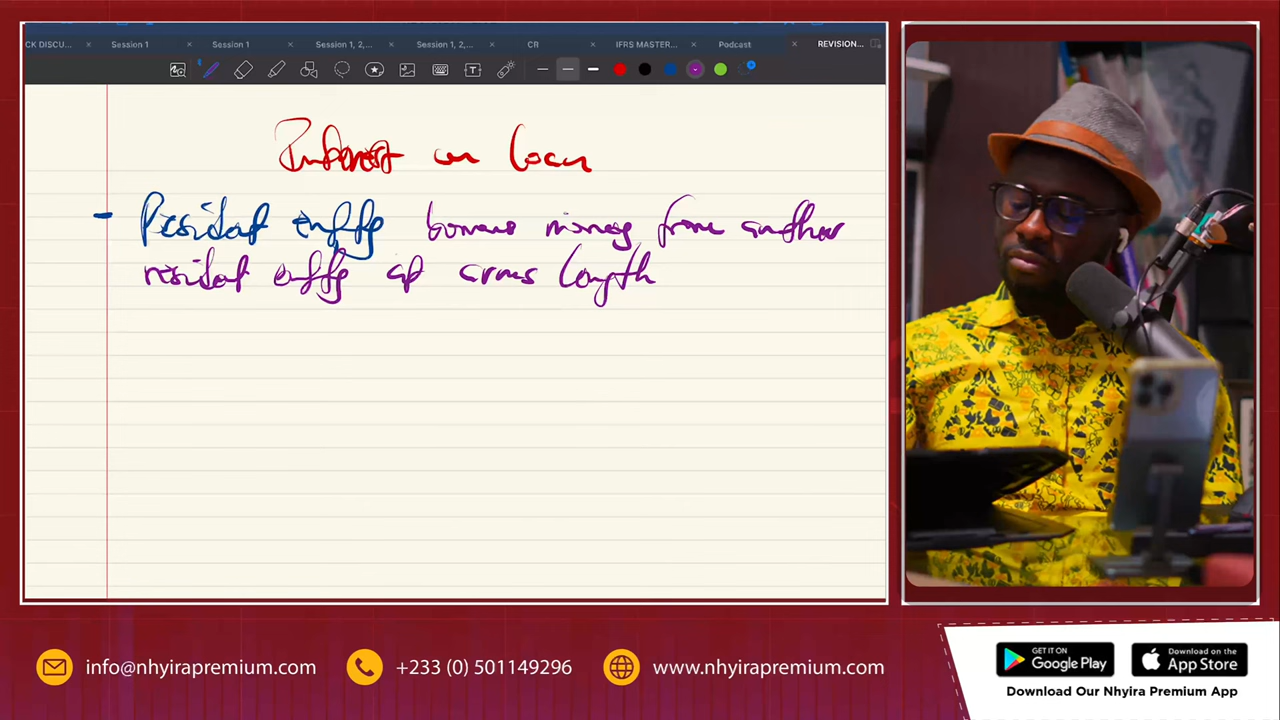 CK DISCU...
Session 1
Session 1
Session 1, 2,...
Session 1, 2,...
CR
IFRS MASTER...
Podcast
REVISION...
Interest on loan
- Resident entity borrows money from another
resident entity at arms length
info@nhyirapremium.com
+233 (0) 501149296
www.nhyirapremium.com
GET IT ON
Google Play
Download on the
App Store
Download Our Nhyira Premium App